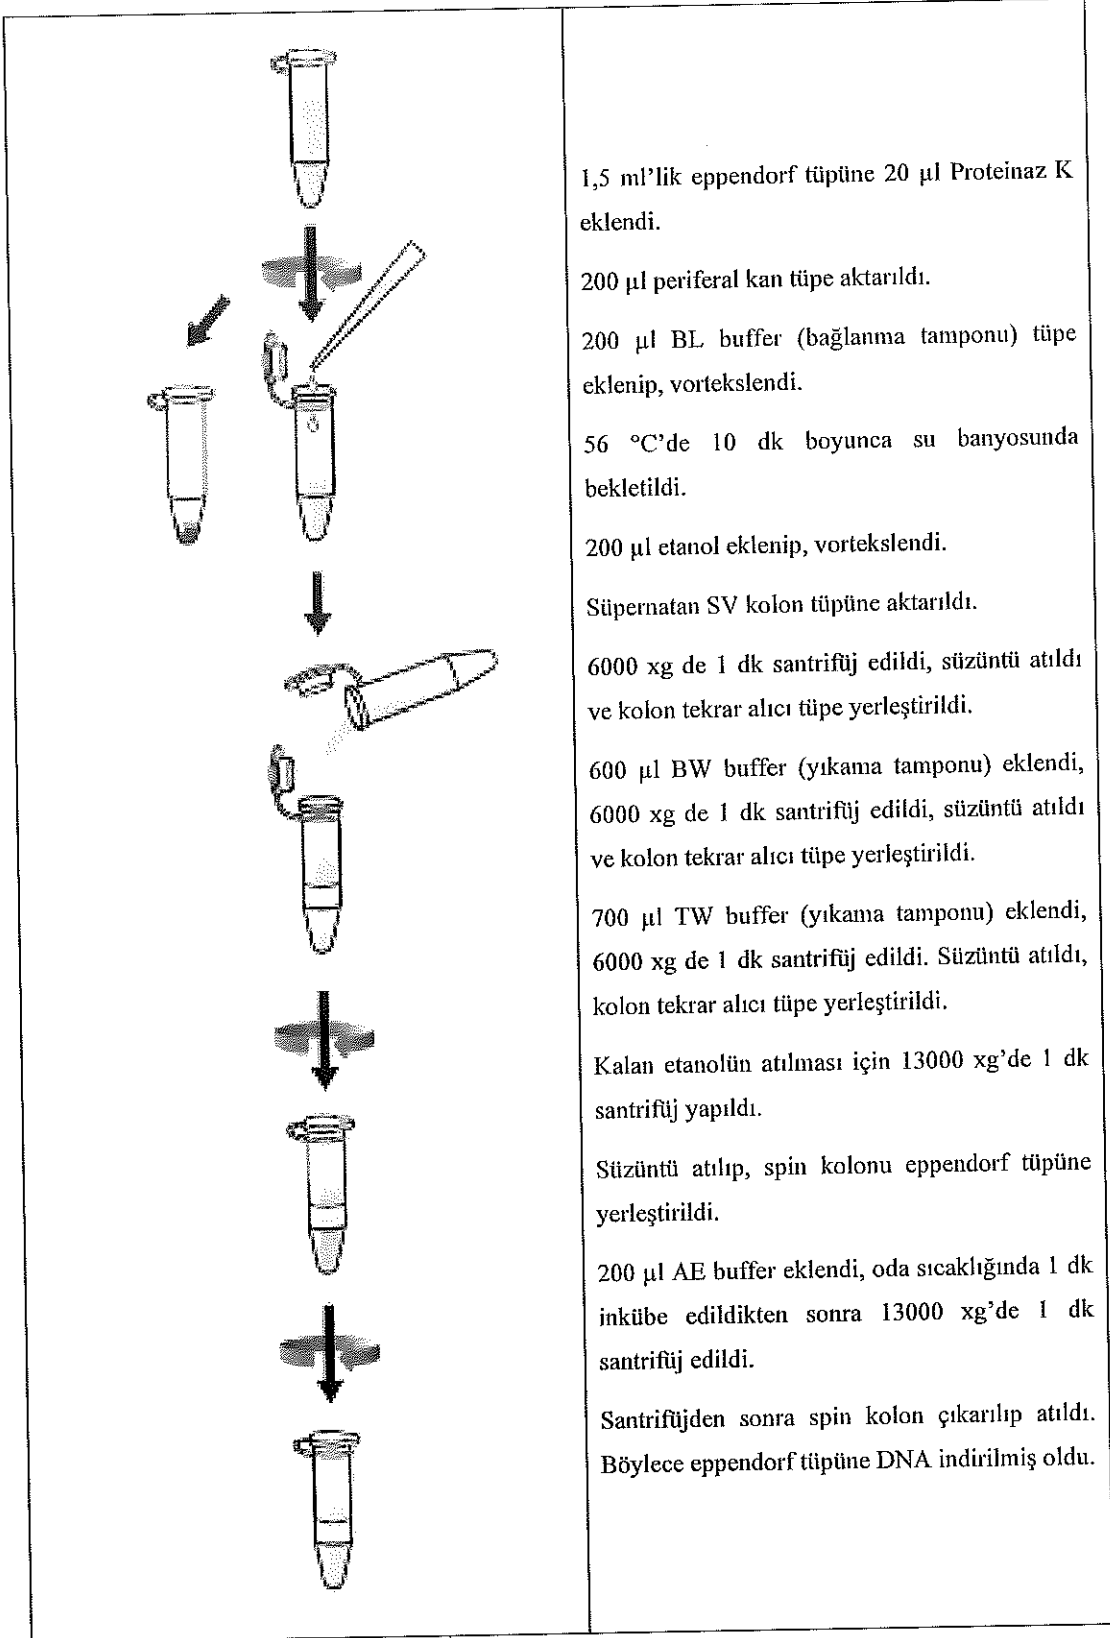 1,5 ml’lik eppendorf tüpüne 20 µl Proteinaz K
eklendi.
200 µl periferal kan tüpe aktarıldı.
200 µl BL buffer (bağlanma tamponu) tüpe
eklenip, vortekslendi.
56 °C’de 10 dk boyunca su banyosunda
bekletildi.
200 µl etanol eklenip, vortekslendi.
Süpernatan SV kolon tüpüne aktarıldı.
6000 xg de 1 dk santrifüj edildi, süzüntü atıldı
ve kolon tekrar alıcı tüpe yerleştirildi.
600 µl BW buffer (yıkama tamponu) eklendi,
6000 xg de 1 dk santrifüj edildi, süzüntü atıldı
ve kolon tekrar alıcı tüpe yerleştirildi.
700 µl TW buffer (yıkama tamponu) eklendi,
6000 xg de 1 dk santrifüj edildi. Süzüntü atıldı,
kolon tekrar alıcı tüpe yerleştirildi.
Kalan etanolün atılması için 13000 xg’de 1 dk
santrifüj yapıldı.
Süzüntü atılıp, spin kolonu eppendorf tüpüne
yerleştirildi.
200 µl AE buffer eklendi, oda sıcaklığında 1 dk
inkübe edildikten sonra 13000 xg’de 1 dk
santrifüj edildi.
Santrifüjden sonra spin kolon çıkarılıp atıldı.
Böylece eppendorf tüpüne DNA indirilmiş oldu.